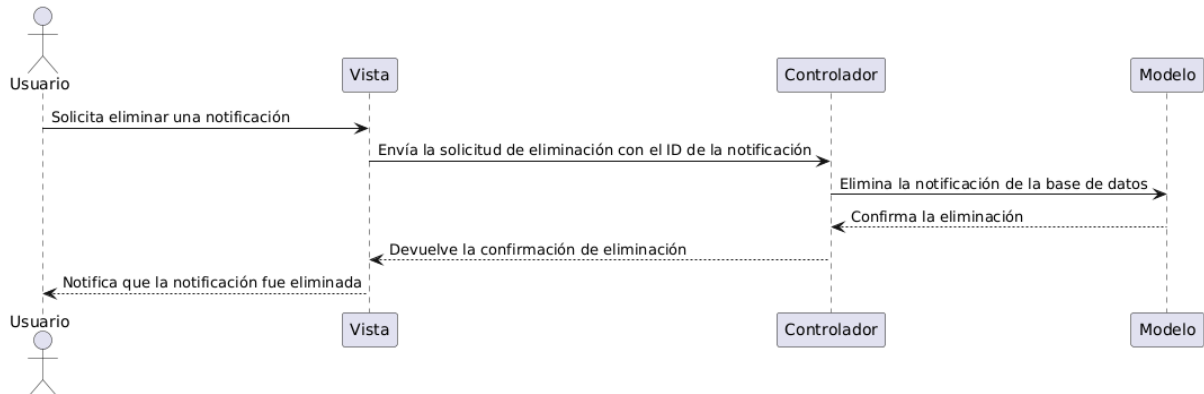 Usuario
Vista
Controlador
Modelo
Solicita eliminar una notificación
Envía la solicitud de eliminación con el ID de la notificación
Elimina la notificación de la base de datos
Confirma la eliminación
Devuelve la confirmación de eliminación
Notifica que la notificación fue eliminada
Usuario
Vista
Controlador
Modelo